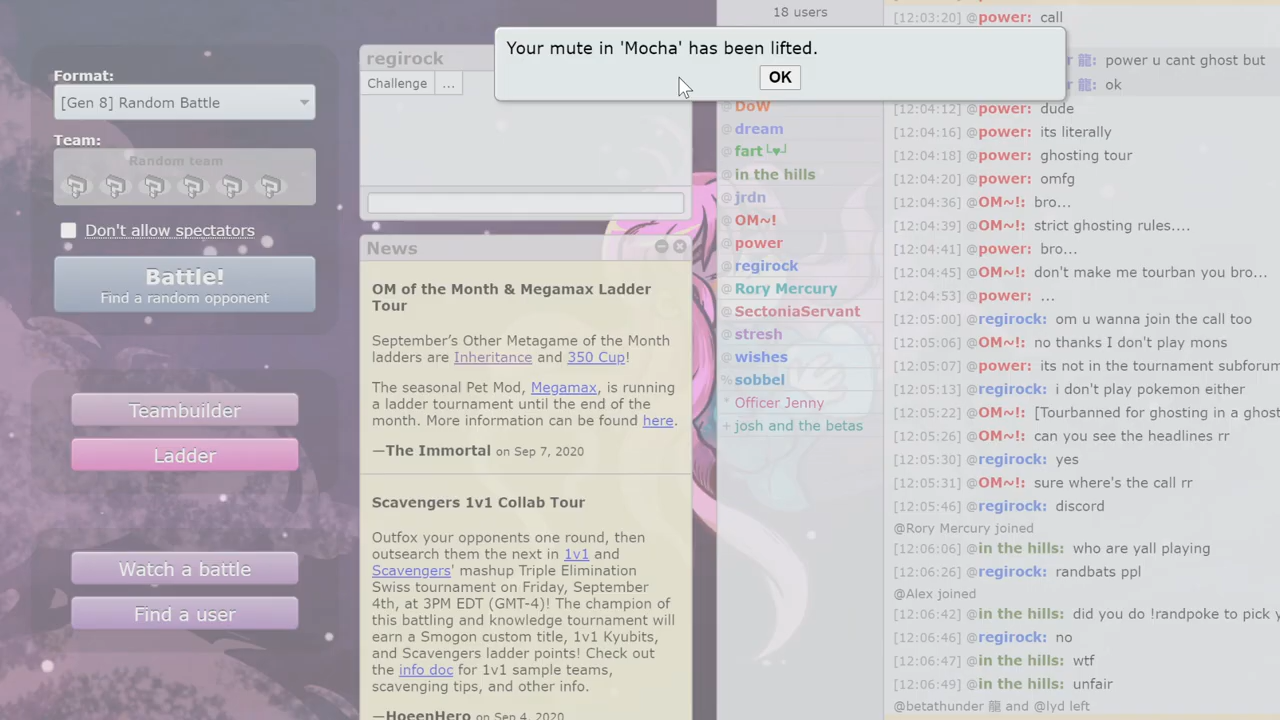 Format:
[Gen 8] Random Battle
Team:
Random team
Don't allow spectators
Battle!
Find a random opponent
Teambuilder
Ladder
Watch a battle
Find a user
regirock
Challenge
...
News
OM of the Month & Megamax Ladder
Tour
September's Other Metagame of the
Month ladders are Inheritance and 350 Cup!
The seasonal Pet Mod, Megamax, is running
a ladder tournament until the end of the
month. More information can be found here.
—The Immortal on Sep 7, 2020
Scavengers 1v1 Collab Tour
Outfox your opponents one round, then
outsearch them the next in 1v1 and
Scavengers' mashup Triple Elimination
Swiss tournament on Friday, September
4th, at 3PM EDT (GMT-4)! The champion of
this battling and knowledge tournament will
earn a Smogon custom title, 1v1 Kyubits,
and Scavengers ladder points! Check out
the info doc for 1v1 sample teams,
scavenging tips, and other info.
—HoeenHero on Sep 4, 2020
Your mute in 'Mocha' has been lifted.
OK
18 users
@DoW
@dream
@fart└♥┘
@in the hills
@jrdn
@OM~!
@power
@regirock
@Rory Mercury
@SectoniaServant
@stresh
@wishes
%sobbel
*Officer Jenny
+josh and the betas
[12:03:20] @power: call
龍: power u cant ghost but
龍: ok
[12:04:12] @power: dude
[12:04:16] @power: its literally
[12:04:18] @power: ghosting tour
[12:04:20] @power: omfg
[12:04:36] @OM~!: bro...
[12:04:39] @OM~!: strict ghosting rules....
[12:04:41] @power: bro...
[12:04:45] @OM~!: don't make me tourban you bro...
[12:04:53] @power: ...
[12:05:00] @regirock: om u wanna join the call too
[12:05:06] @OM~!: no thanks I don't play mons
[12:05:07] @power: its not in the tournament subforum
[12:05:13] @regirock: i don't play pokemon either
[12:05:22] @OM~!: [Tourbanned for ghosting in a ghost
[12:05:26] @OM~!: can you see the headlines rr
[12:05:30] @regirock: yes
[12:05:31] @OM~!: sure where's the call rr
[12:05:46] @regirock: discord
@Rory Mercury joined
[12:06:06] @in the hills: who are yall playing
[12:06:26] @regirock: randbats ppl
@Alex joined
[12:06:42] @in the hills: did you do !randpoke to pick y
[12:06:46] @regirock: no
[12:06:47] @in the hills: wtf
[12:06:49] @in the hills: unfair
@betathunder 龍 and @lyd left